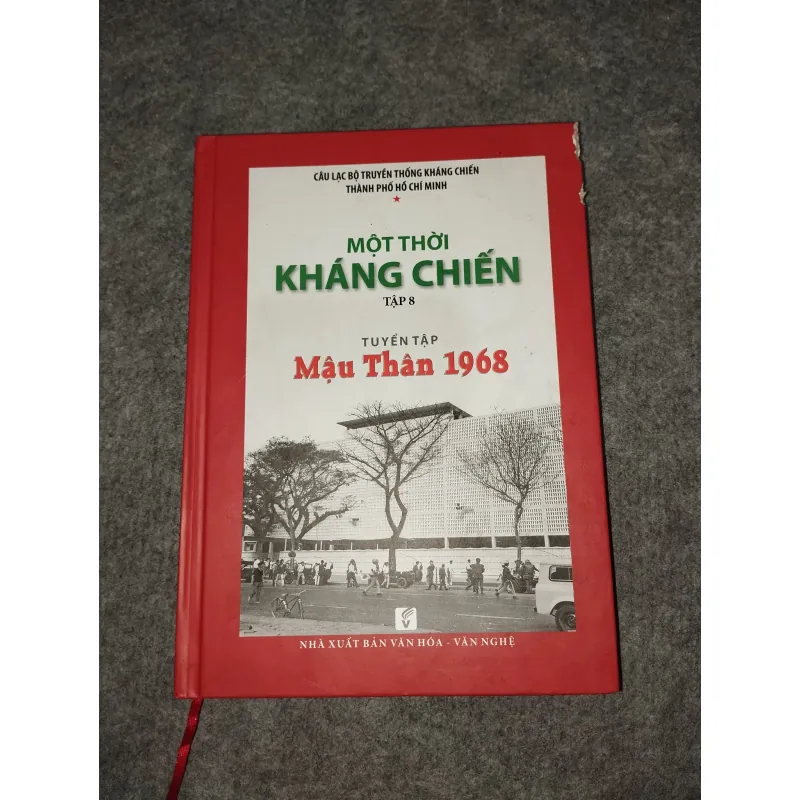 CÂU LẠC BỘ TRUYỀN THỐNG KHÁNG CHIẾN
THÀNH PHỐ HỒ CHÍ MINH
MỘT THỜI
KHÁNG CHIẾN
TẬP 8
TUYỂN TẬP
Mậu Thân 1968
NHÀ XUẤT BẢN VĂN HÓA - VĂN NGHỆ